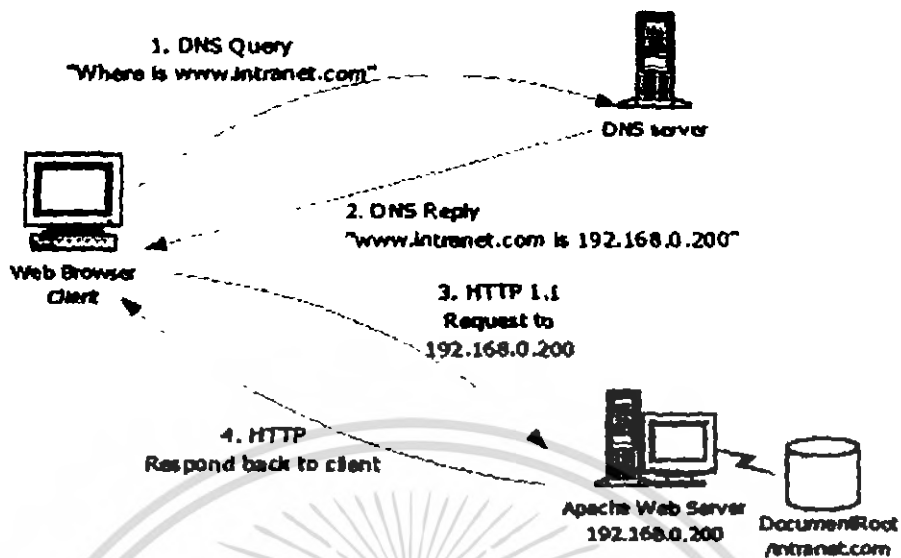 1. DNS Query
"Where is www.intranet.com"
DNS server
2. DNS Reply
"www.intranet.com is 192.168.0.200"
Web Browser
Client
3. HTTP 1.1
Request to
192.168.0.200
4. HTTP
Respond back to client
Apache Web Server
192.168.0.200
DocumentRoot
/intranet.com